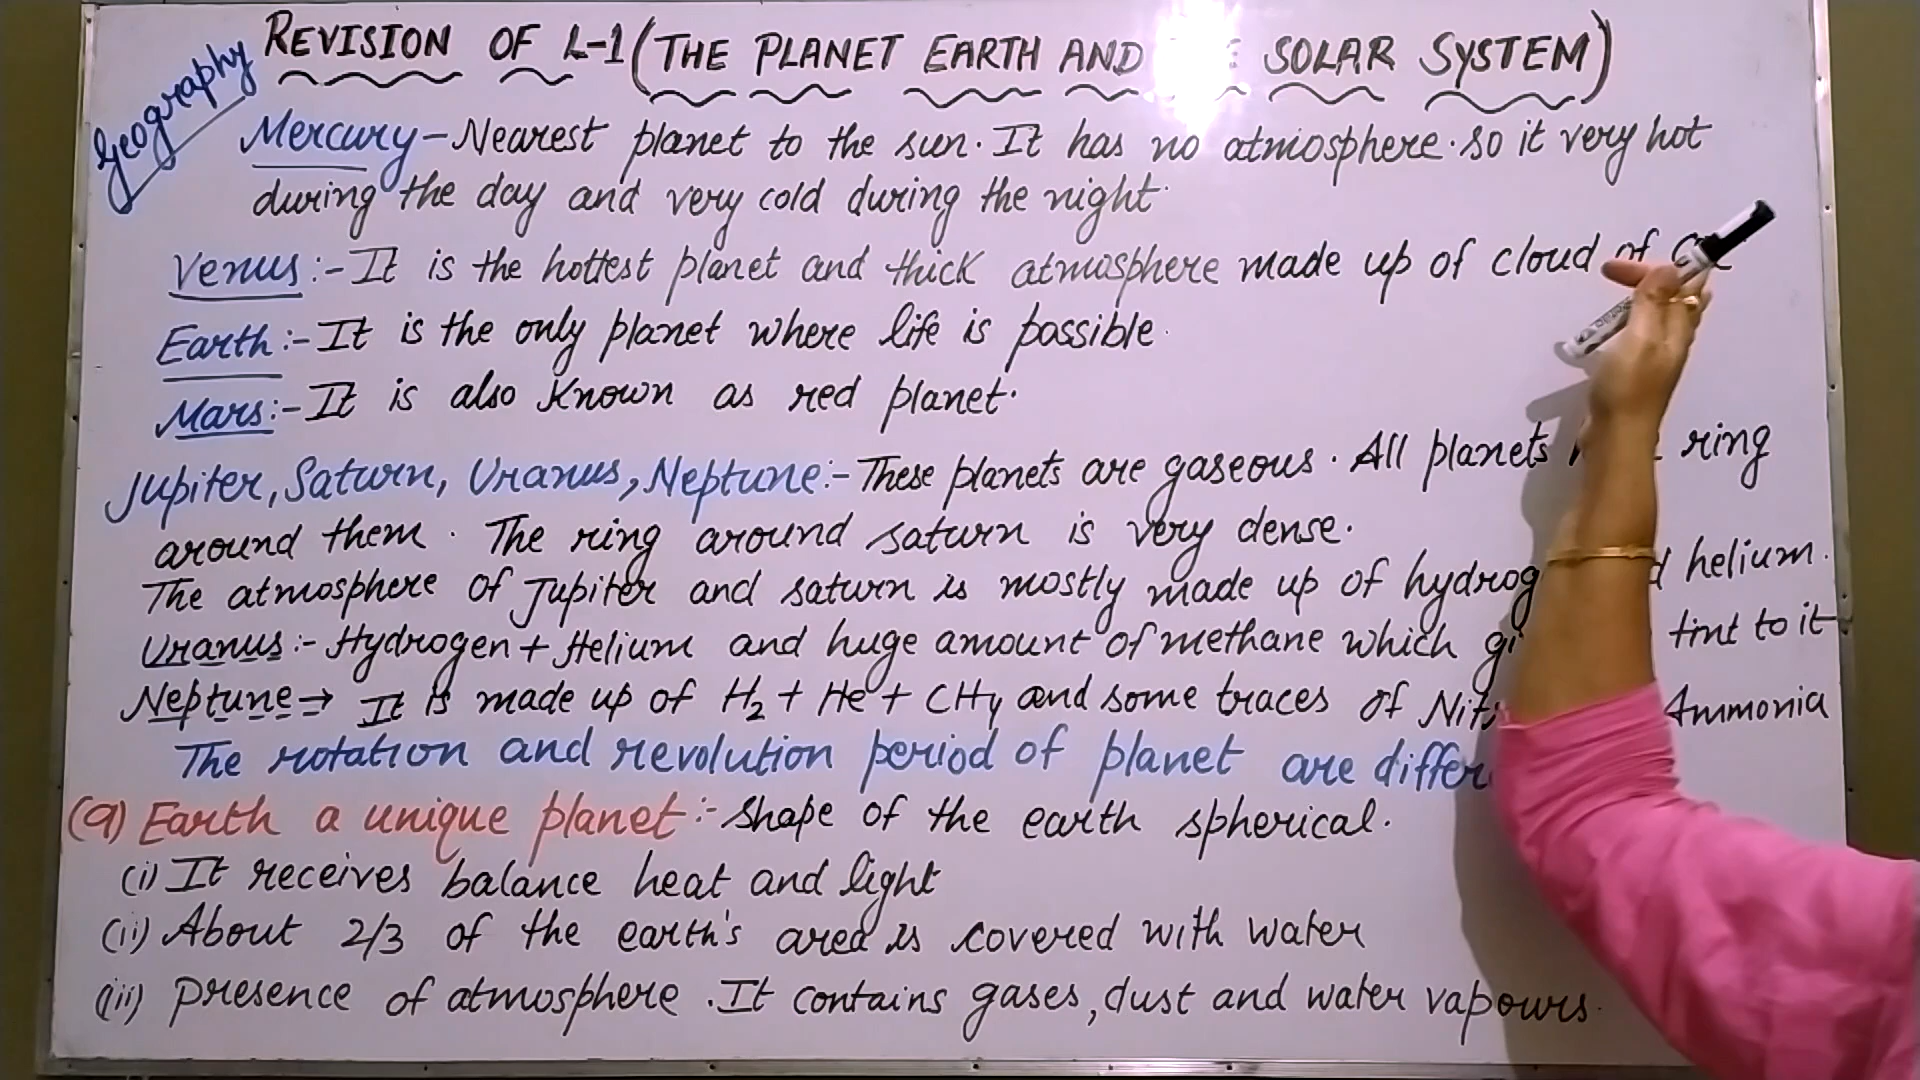 Geography
REVISION OF L-1 (THE PLANET EARTH AND SOLAR SYSTEM)
Mercury - Nearest planet to the sun. It has no atmosphere. so it very hot
during the day and very cold during the night.
Venus :- It is the hottest planet and thick atmosphere made up of cloud of
Earth :- It is the only planet where life is possible.
Mars :- It is also Known as red planet.
Jupiter, Saturn, Uranus, Neptune :- These planets are gaseous. All planets ring
around them. The ring around saturn is very dense.
The atmosphere of Jupiter and saturn is mostly made up of hydrog helium.
Uranus :- Hydrogen + Helium and huge amount of methane which gi tint to it
Neptune → It is made up of H2 + He + CH4 and some traces of Nit Ammonia
The rotation and revolution period of planet are differ
(9) Earth a unique planet :- shape of the earth spherical.
(i) It receives balance heat and light
(ii) About 2/3 of the earth's area is covered with water
(iii) presence of atmosphere. It contains gases, dust and water vapours.